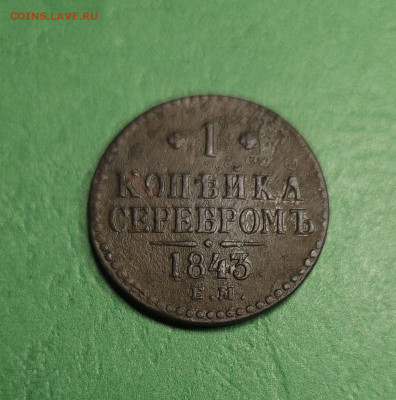 COINS.LAVE.RU
1
КОПѢЙКА
СЕРЕБРОМЪ
1843
Е.М.